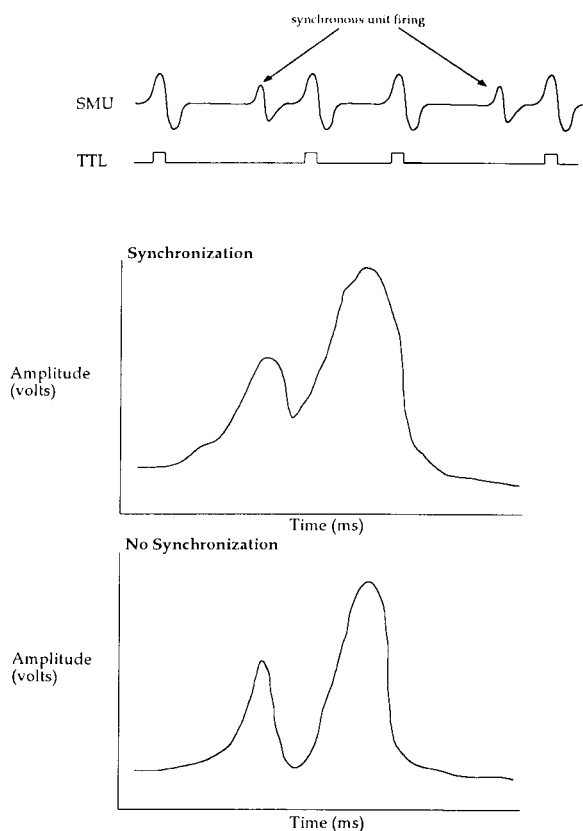 synchronous unit firing
SMU
TTL
Synchronization
Amplitude
(volts)
Time (ms)
No Synchronization
Amplitude
(volts)
Time (ms)